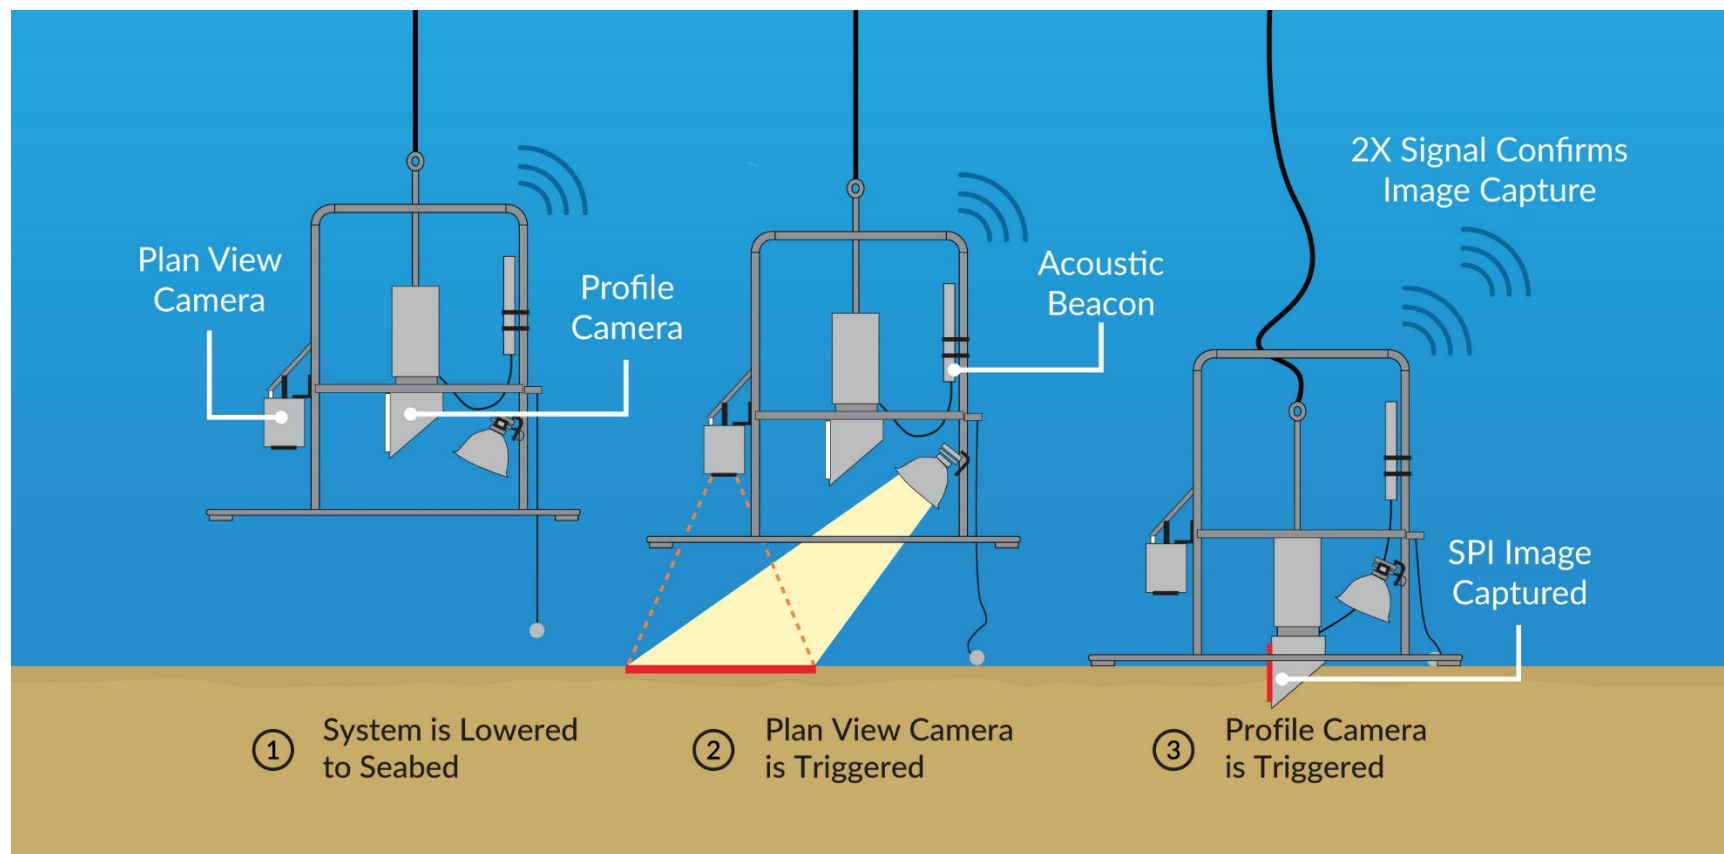 Plan View
Camera
Profile
Camera
Acoustic
Beacon
2X Signal Confirms
Image Capture
SPI Image
Captured
1 System is Lowered
to Seabed
2 Plan View Camera
is Triggered
3 Profile Camera
is Triggered